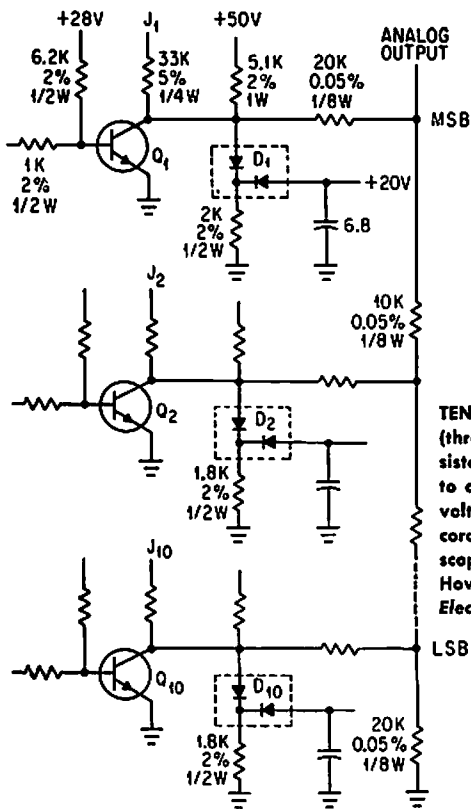 +28V
J1
+50V
ANALOG
OUTPUT
6.2K
2%
1/2W
33K
5%
1/4W
5.1K
2%
1W
20K
0.05%
1/8W
MSB
Q1
1K
2%
1/2W
D1
+20V
2K
2%
1/2W
6.8
J2
10K
0.05%
1/8W
Q2
D2
1.8K
2%
1/2W
TEN
(thr
siste
to c
volt
corc
scop
Hov
Elec
J10
LSB
Q10
D10
1.8K
2%
1/2W
20K
0.05%
1/8W